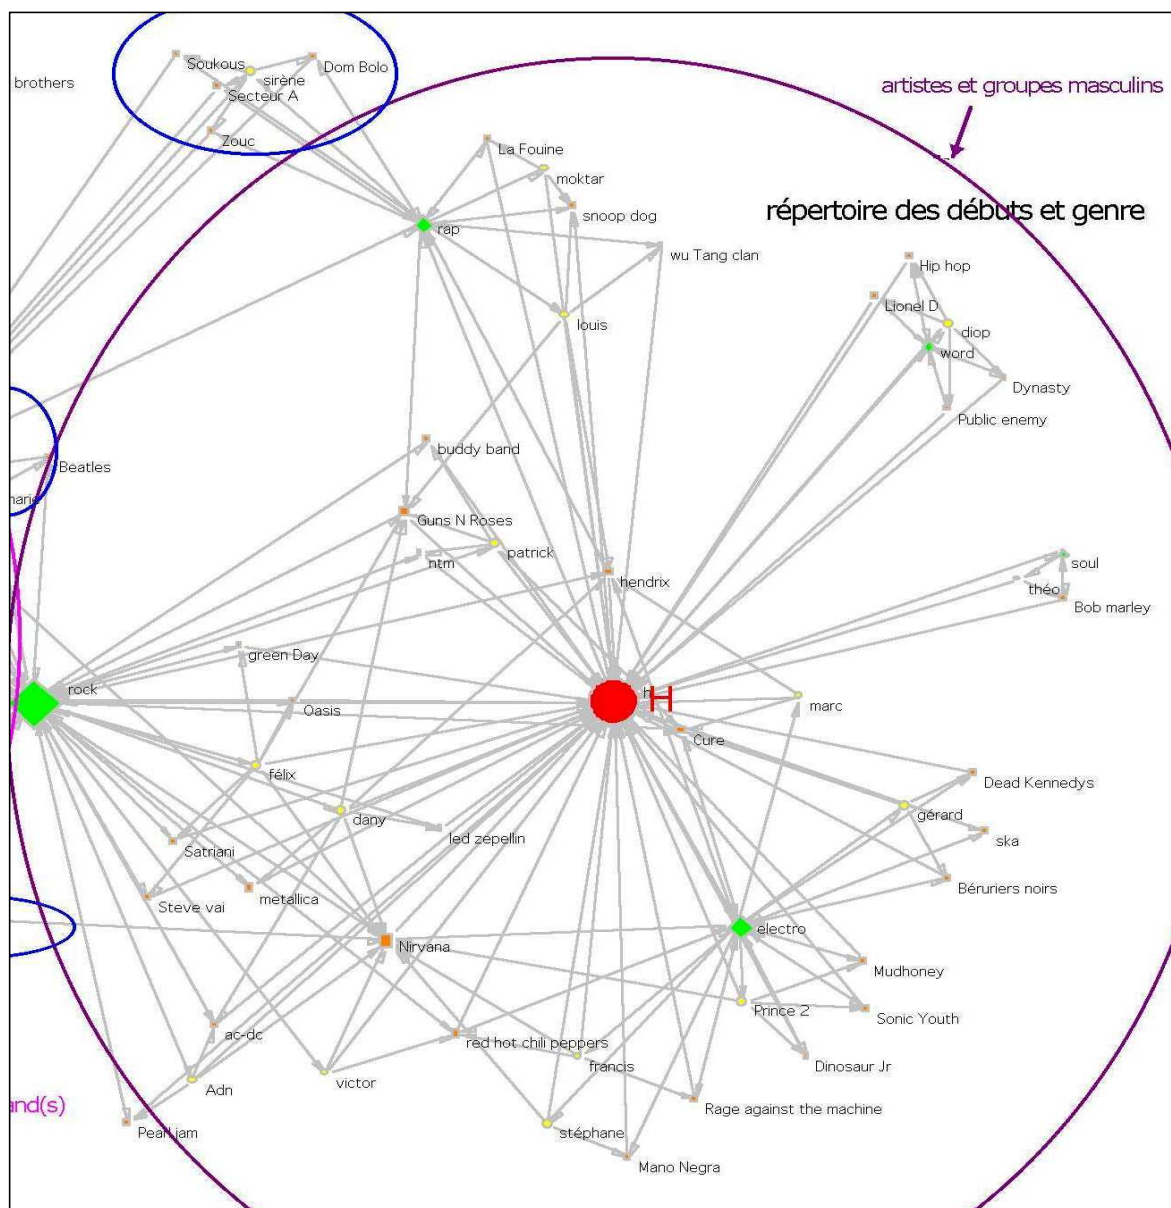 Soukous
Dom Bolo
sirène
brothers
Secteur A
artistes et groupes masculins
Zouc
La Fouine
moktar
snoop dog
répertoire des débuts et genre
rap
wu Tang clan
Hip hop
Lionel D
louis
diop
word
Dynasty
Public enemy
buddy band
Beatles
marie
Guns N Roses
patrick
ntm
soul
hendrix
théo
Bob marley
green Day
rock
h
H
Oasis
marc
Cure
félix
Dead Kennedys
dany
gérard
led zepellin
ska
Satriani
Steve vai
metallica
Béruriers noirs
electro
Nirvana
Mudhoney
Prince 2
Sonic Youth
ac-dc
red hot chili peppers
francis
Dinosaur Jr
Adn
victor
and(s)
Rage against the machine
Pearl jam
stéphane
Mano Negra